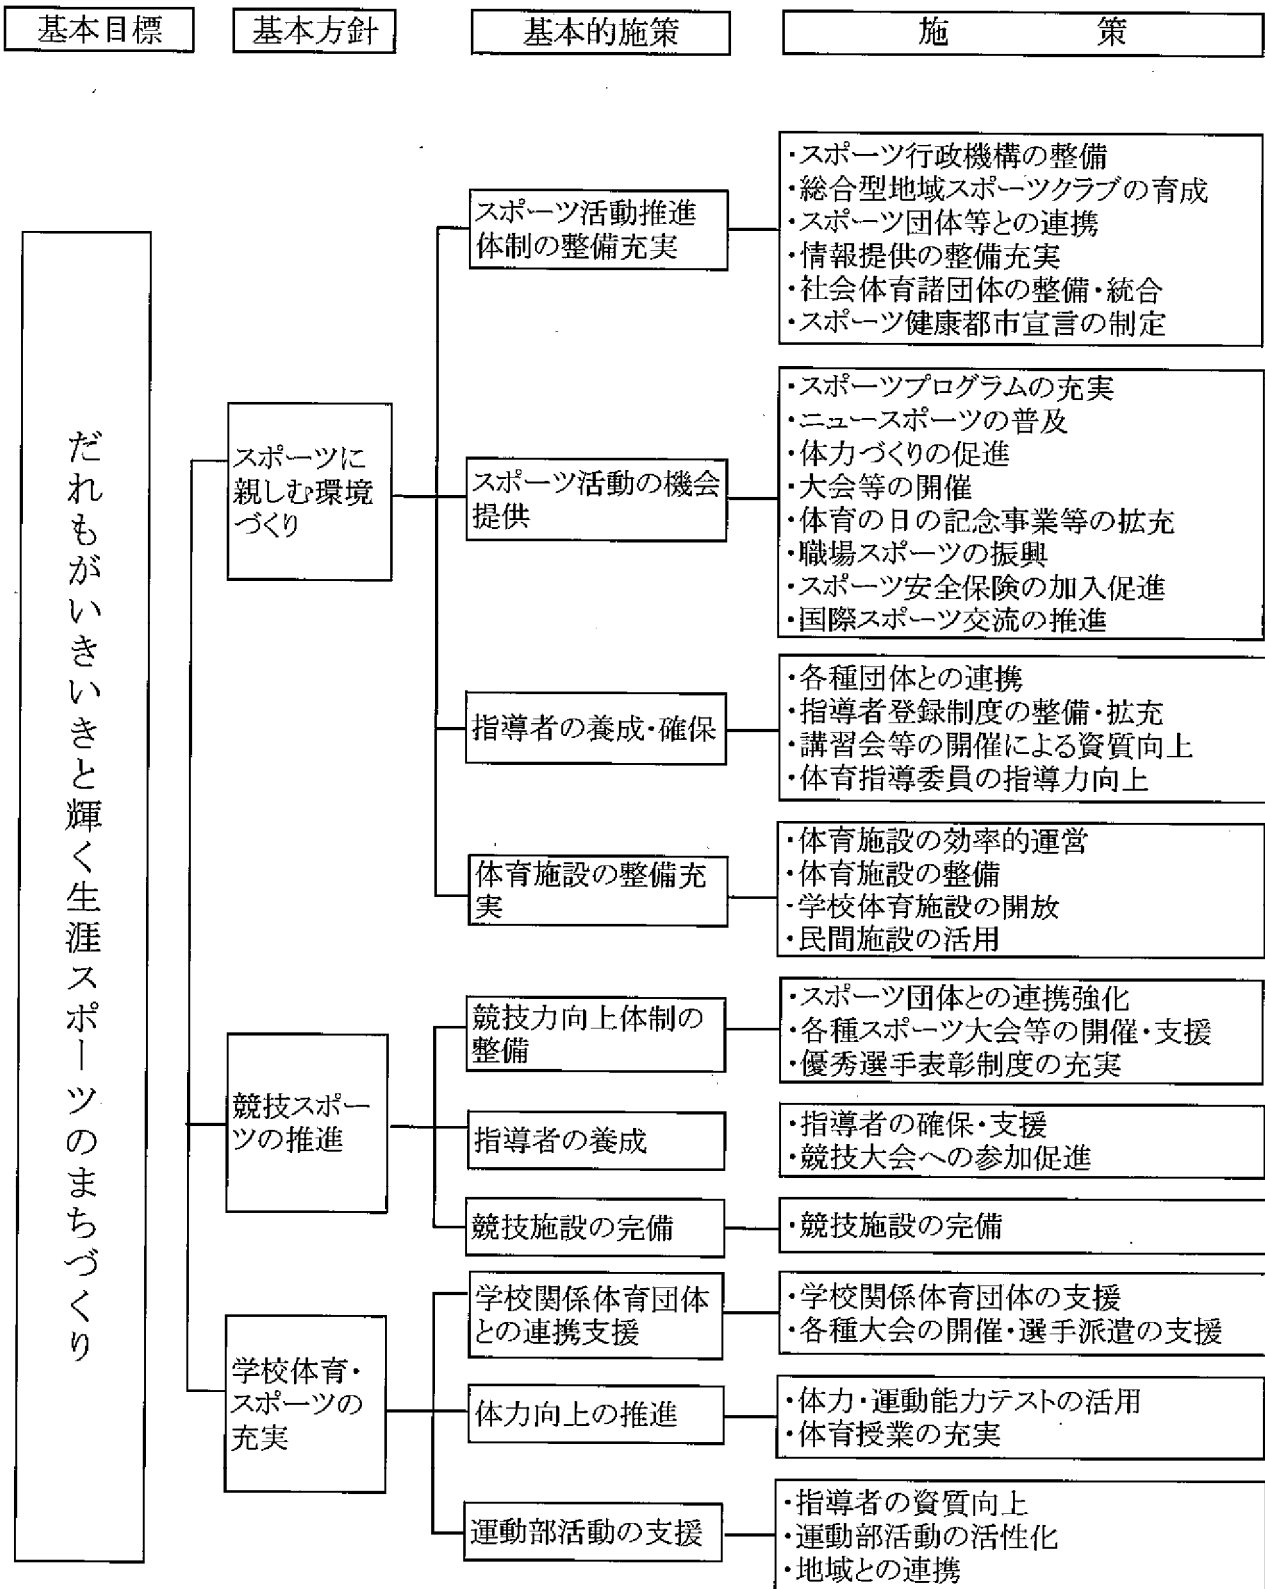 基本目標
基本方針
基本的施策
施　　　策
だれもがいきいきと輝く生涯スポーツのまちづくり
スポーツに
親しむ環境
づくり
スポーツ活動推進
体制の整備充実
・スポーツ行政機構の整備
・総合型地域スポーツクラブの育成
・スポーツ団体等との連携
・情報提供の整備充実
・社会体育諸団体の整備・統合
・スポーツ健康都市宣言の制定
スポーツ活動の機会
提供
・スポーツプログラムの充実
・ニュースポーツの普及
・体力づくりの促進
・大会等の開催
・体育の日の記念事業等の拡充
・職場スポーツの振興
・スポーツ安全保険の加入促進
・国際スポーツ交流の推進
指導者の養成・確保
・各種団体との連携
・指導者登録制度の整備・拡充
・講習会等の開催による資質向上
・体育指導委員の指導力向上
体育施設の整備充
実
・体育施設の効率的運営
・体育施設の整備
・学校体育施設の開放
・民間施設の活用
競技スポー
ツの推進
競技力向上体制の
整備
・スポーツ団体との連携強化
・各種スポーツ大会等の開催・支援
・優秀選手表彰制度の充実
指導者の養成
・指導者の確保・支援
・競技大会への参加促進
競技施設の完備
・競技施設の完備
学校体育・
スポーツの
充実
学校関係体育団体
との連携支援
・学校関係体育団体の支援
・各種大会の開催・選手派遣の支援
体力向上の推進
・体力・運動能力テストの活用
・体育授業の充実
運動部活動の支援
・指導者の資質向上
・運動部活動の活性化
・地域との連携